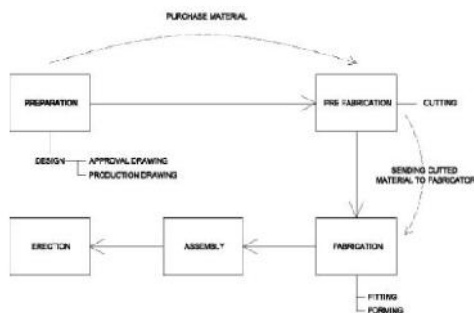 PURCHASE MATERIAL
PREPARATION
PRE FABRICATION
CUTTING
DESIGN
APPROVAL DRAWING
PRODUCTION DRAWING
SENDING CUTTED
MATERIAL TO FABRICATOR
ERECTION
ASSEMBLY
FABRICATION
FITTING
FORMING